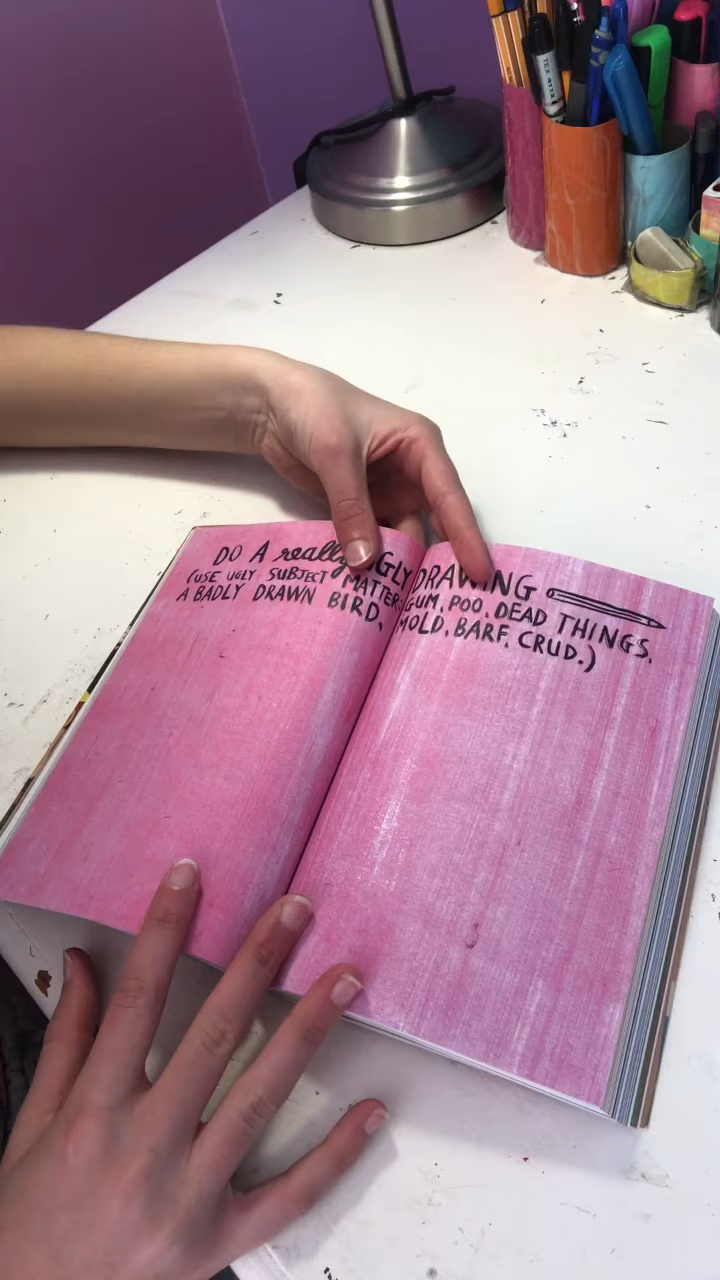 DO A really UGLY DRAWING
(USE UGLY SUBJECT MATTER: GUM, POO, DEAD THINGS,
A BADLY DRAWN BIRD, MOLD, BARF, CRUD.)